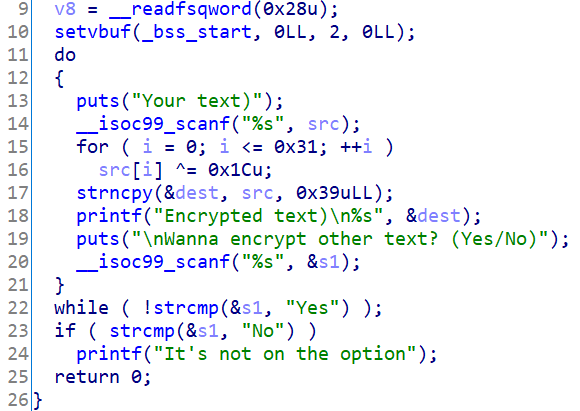 9 v8 = __readfsqword(0x28u);
10 setvbuf(_bss_start, 0LL, 2, 0LL);
11 do
12 {
13 puts("Your text)");
14 __isoc99_scanf("%s", src);
15 for ( i = 0; i <= 0x31; ++i )
16 src[i] ^= 0x1Cu;
17 strncpy(&dest, src, 0x39uLL);
18 printf("Encrypted text)\n%s", &dest);
19 puts("\nWanna encrypt other text? (Yes/No)");
20 __isoc99_scanf("%s", &s1);
21 }
22 while ( !strcmp(&s1, "Yes") );
23 if ( strcmp(&s1, "No") )
24 printf("It's not on the option");
25 return 0;
26 }